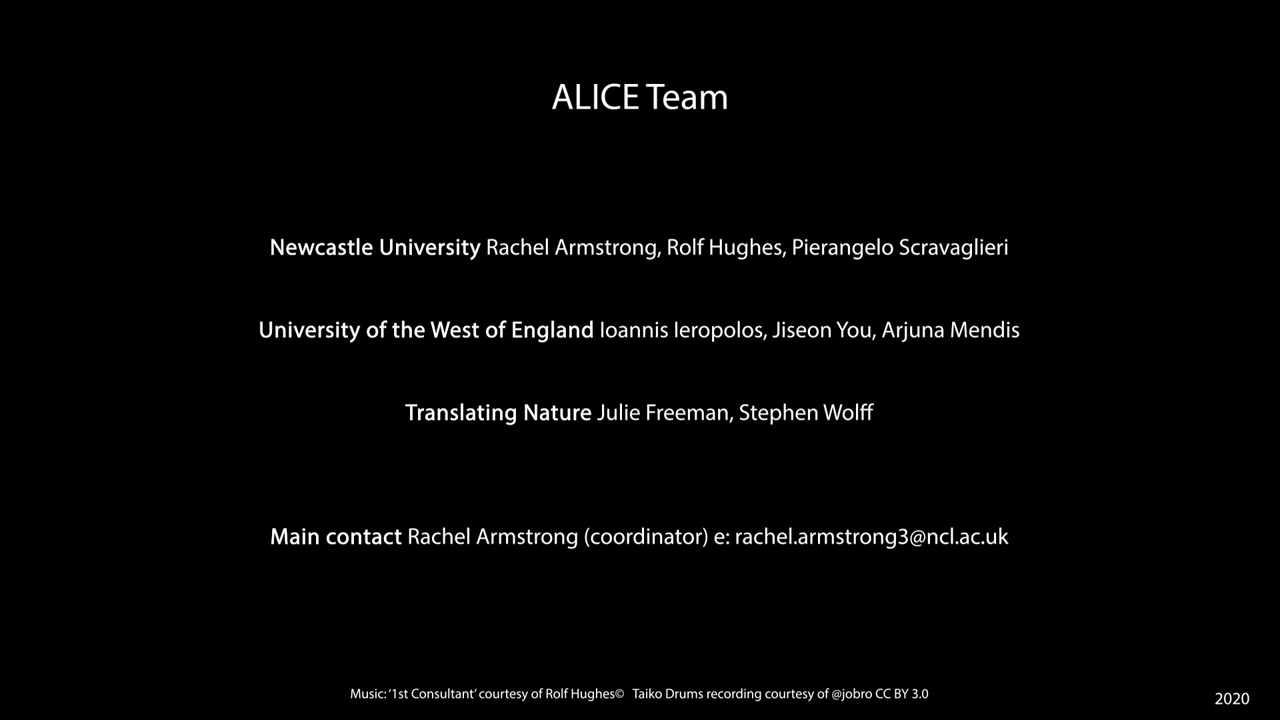 ALICE Team
Newcastle University Rachel Armstrong, Rolf Hughes, Pierangelo Scravaglieri
University of the West of England Ioannis Ieropolos, Jiseon You, Arjuna Mendis
Translating Nature Julie Freeman, Stephen Wolff
Main contact Rachel Armstrong (coordinator) e: rachel.armstrong3@ncl.ac.uk
Music: ‘1st Consultant’ courtesy of Rolf Hughes© Taiko Drums recording courtesy of @jobro CC BY 3.0
2020